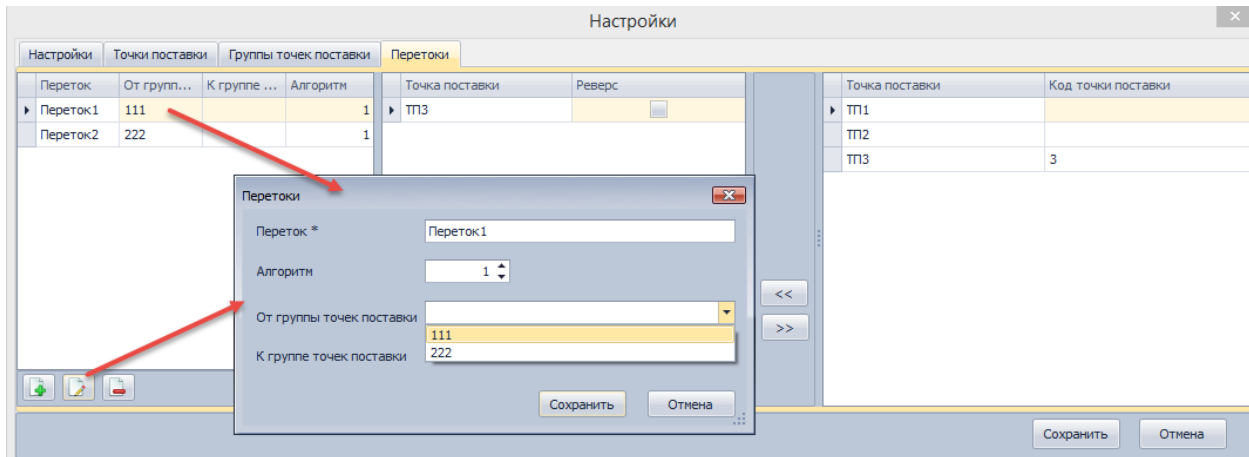 Настройки
Настройки Точки поставки Группы точек поставки Перетоки
Переток От групп... К группе ... Алгоритм Точка поставки Реверс Точка поставки Код точки поставки
Переток1 111 1 ТП3 ТП1
Переток2 222 1 ТП2
ТП3 3
Перетоки
Переток * Переток1
Алгоритм 1
<<
От группы точек поставки
111
>>
К группе точек поставки 222
Сохранить Отмена
Сохранить Отмена